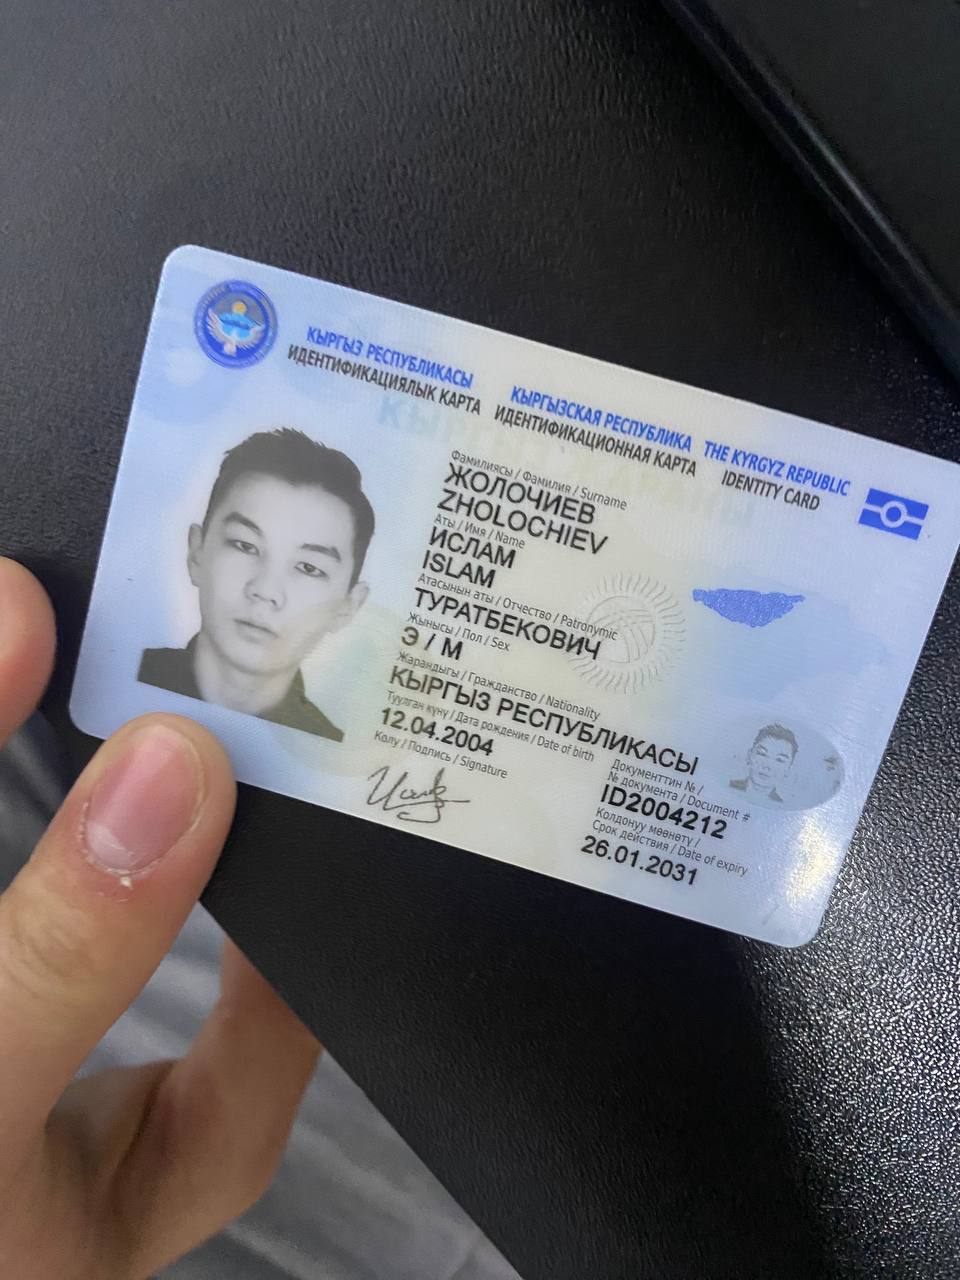 КЫРГЫЗ РЕСПУБЛИКАСЫ
ИДЕНТИФИКАЦИЯЛЫК КАРТА
КЫРГЫЗСКАЯ РЕСПУБЛИКА
ИДЕНТИФИКАЦИОННАЯ КАРТА
THE KYRGYZ REPUBLIC
IDENTITY CARD
Фамилиясы / Фамилия / Surname
ЖОЛОЧИЕВ
ZHOLOCHIEV
Аты / Имя / Name
ИСЛАМ
ISLAM
Атасынын аты / Отчество / Patronymic
ТУРАТБЕКОВИЧ
Жынысы / Пол / Sex
Э / М
Жарандыгы / Гражданство / Nationality
КЫРГЫЗ РЕСПУБЛИКАСЫ
Туулган күнү / Дата рождения / Date of birth
12.04.2004
Колу / Подпись / Signature
Документтин № /
№ документа / Document #
ID2004212
Колдонуу мөөнөтү /
Срок действия / Date of expiry
26.01.2031